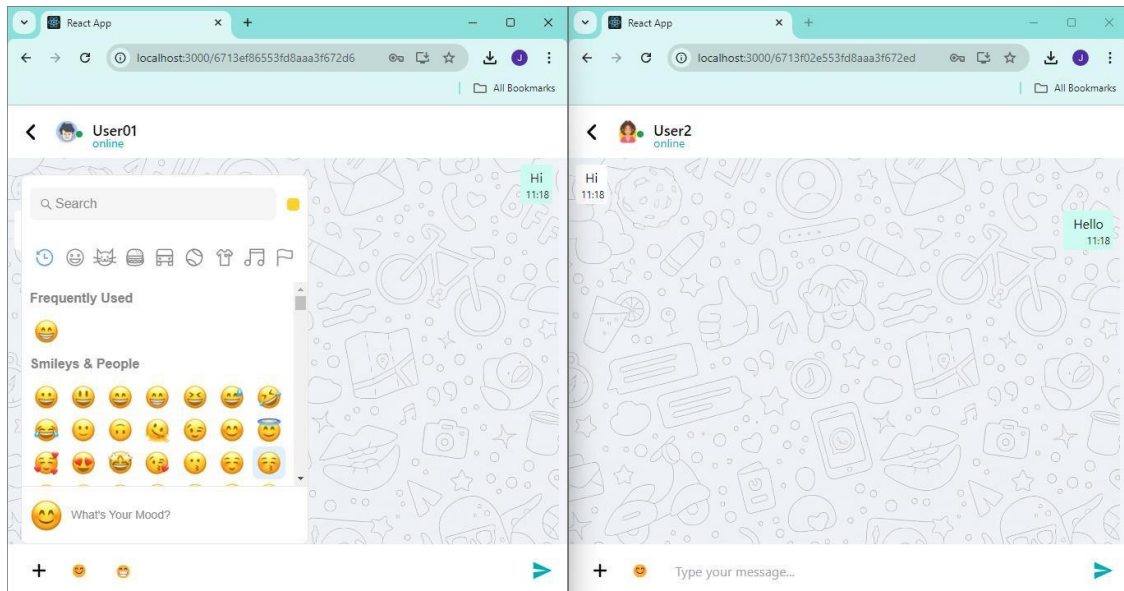 React App
localhost:3000/6713ef86553fd8aaa3f672d6
J
All Bookmarks
User01
online
Hi
11:18
Search
Frequently Used
Smileys & People
What's Your Mood?
React App
localhost:3000/6713f02e553fd8aaa3f672ed
J
All Bookmarks
User2
online
Hi
11:18
Hello
11:18
Type your message...